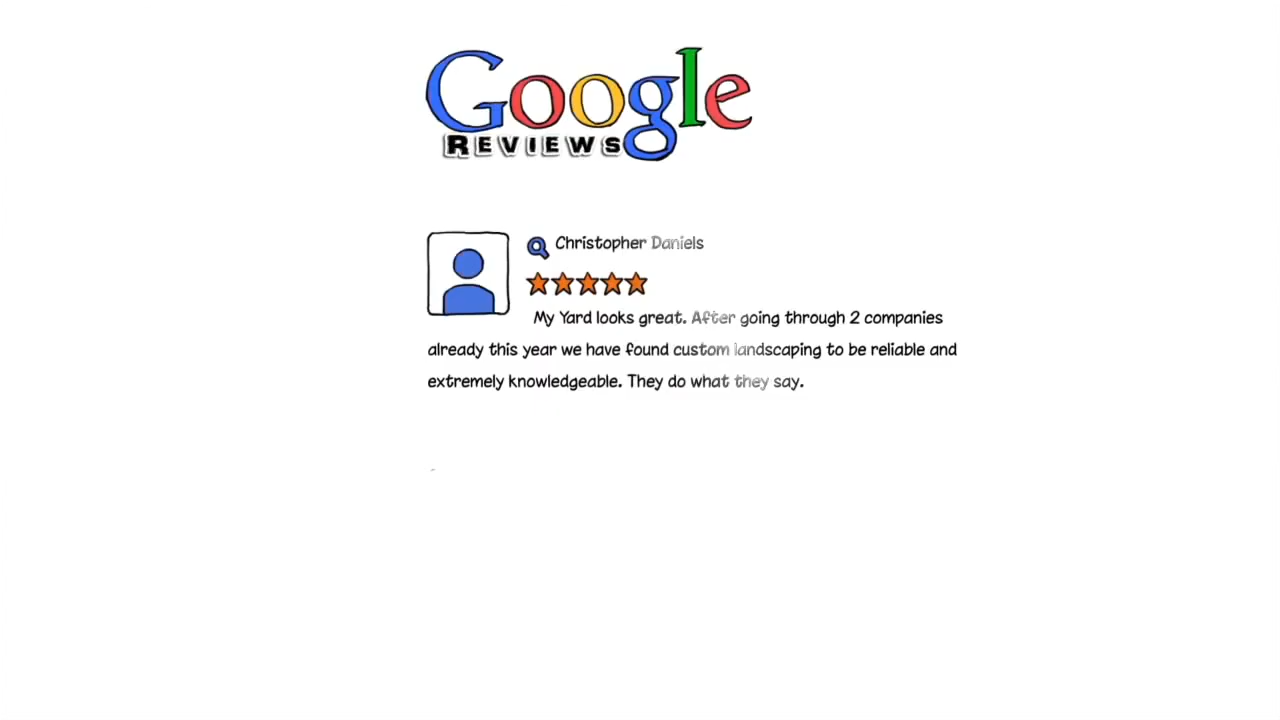 Google
REVIEWS
Christopher Daniels
My Yard looks great. After going through 2 companies
already this year we have found custom landscaping to be reliable and
extremely knowledgeable. They do what they say.